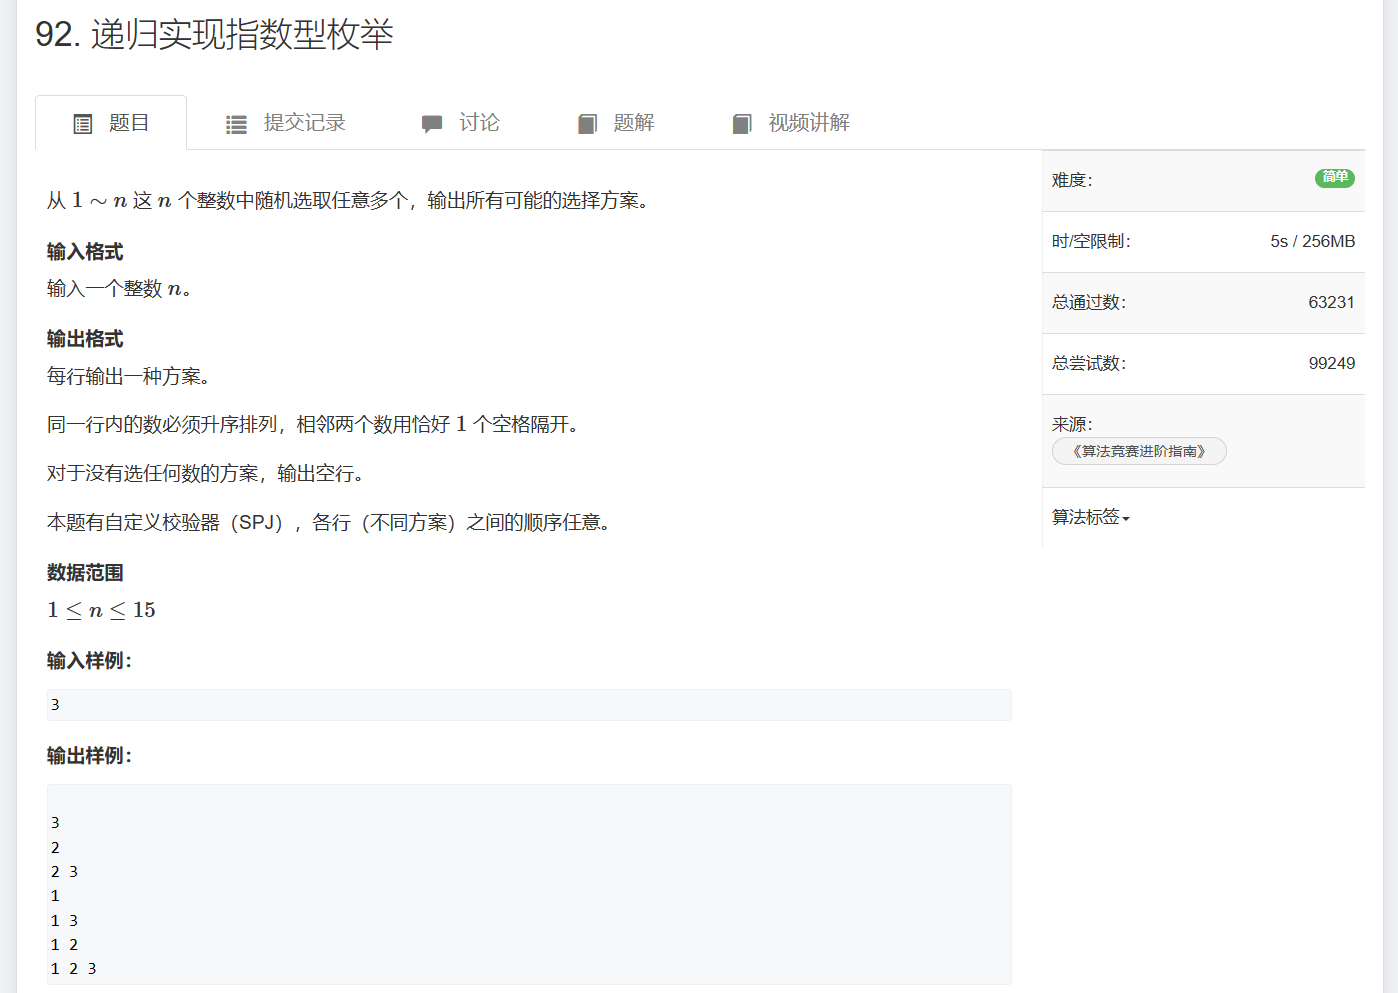 92. 递归实现指数型枚举
题目
提交记录
讨论
题解
视频讲解
从 1 ∼ n 这 n 个整数中随机选取任意多个，输出所有可能的选择方案。
输入格式
输入一个整数 n。
输出格式
每行输出一种方案。
同一行内的数必须升序排列，相邻两个数用恰好 1 个空格隔开。
对于没有选任何数的方案，输出空行。
本题有自定义校验器（SPJ），各行（不同方案）之间的顺序任意。
数据范围
1 ≤ n ≤ 15
输入样例：
3
输出样例：
3
2
2 3
1
1 3
1 2
1 2 3
难度： 简单
时/空限制： 5s / 256MB
总通过数： 63231
总尝试数： 99249
来源：
《算法竞赛进阶指南》
算法标签